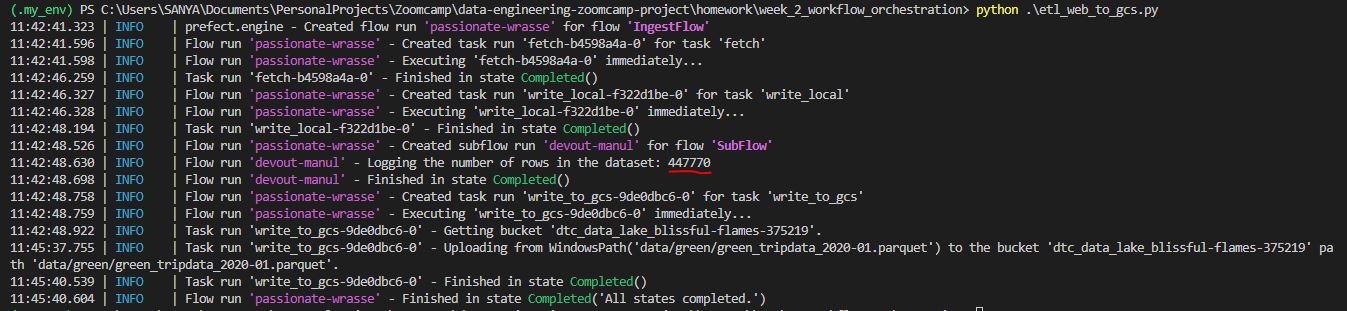 (.my_env) PS C:\Users\SANYA\Documents\PersonalProjects\Zoomcamp\data-engineering-zoomcamp-project\homework\week_2_workflow_orchestration> python .\etl_web_to_gcs.py
11:42:41.323 | INFO    | prefect.engine - Created flow run 'passionate-wrasse' for flow 'IngestFlow'
11:42:41.596 | INFO    | Flow run 'passionate-wrasse' - Created task run 'fetch-b4598a4a-0' for task 'fetch'
11:42:41.598 | INFO    | Flow run 'passionate-wrasse' - Executing 'fetch-b4598a4a-0' immediately...
11:42:46.259 | INFO    | Task run 'fetch-b4598a4a-0' - Finished in state Completed()
11:42:46.327 | INFO    | Flow run 'passionate-wrasse' - Created task run 'write_local-f322d1be-0' for task 'write_local'
11:42:46.328 | INFO    | Flow run 'passionate-wrasse' - Executing 'write_local-f322d1be-0' immediately...
11:42:48.194 | INFO    | Task run 'write_local-f322d1be-0' - Finished in state Completed()
11:42:48.526 | INFO    | Flow run 'passionate-wrasse' - Created subflow run 'devout-manul' for flow 'SubFlow'
11:42:48.630 | INFO    | Flow run 'devout-manul' - Logging the number of rows in the dataset: 447770
11:42:48.698 | INFO    | Flow run 'devout-manul' - Finished in state Completed()
11:42:48.758 | INFO    | Flow run 'passionate-wrasse' - Created task run 'write_to_gcs-9de0dbc6-0' for task 'write_to_gcs'
11:42:48.759 | INFO    | Flow run 'passionate-wrasse' - Executing 'write_to_gcs-9de0dbc6-0' immediately...
11:42:48.922 | INFO    | Task run 'write_to_gcs-9de0dbc6-0' - Getting bucket 'dtc_data_lake_blissful-flames-375219'.
11:45:37.755 | INFO    | Task run 'write_to_gcs-9de0dbc6-0' - Uploading from WindowsPath('data/green/green_tripdata_2020-01.parquet') to the bucket 'dtc_data_lake_blissful-flames-375219' pa
th 'data/green/green_tripdata_2020-01.parquet'.
11:45:40.539 | INFO    | Task run 'write_to_gcs-9de0dbc6-0' - Finished in state Completed()
11:45:40.604 | INFO    | Flow run 'passionate-wrasse' - Finished in state Completed('All states completed.')